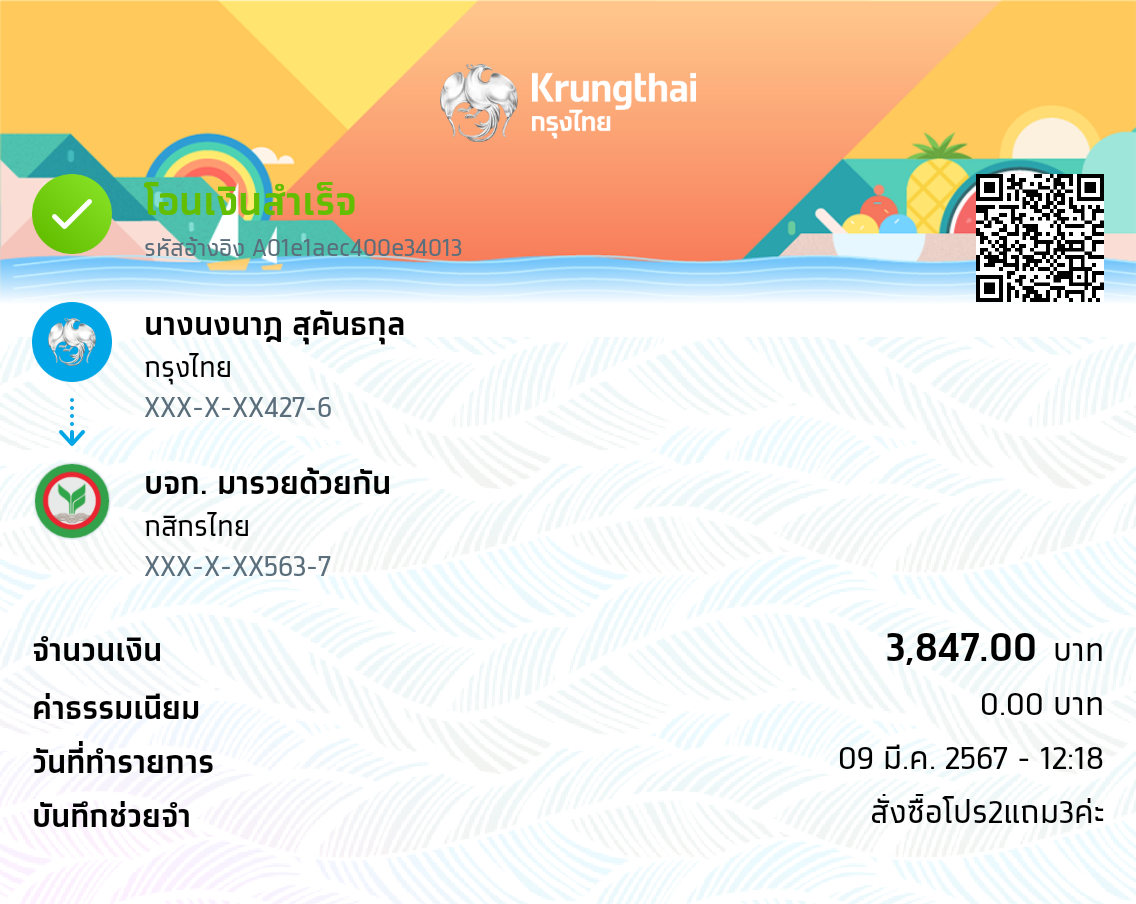 Krungthai
กรุงไทย
โอนเงินสำเร็จ
รหัสอ้างอิง A01e1aec400e34013
นางนงนาฎ สุคันธกุล
กรุงไทย
XXX-X-XX427-6
บจก. มารวยด้วยกัน
กสิกรไทย
XXX-X-XX563-7
จำนวนเงิน 3,847.00 บาท
ค่าธรรมเนียม 0.00 บาท
วันที่ทำรายการ 09 มี.ค. 2567 - 12:18
บันทึกช่วยจำ สั่งซื้อโปร2แถม3ค่ะ